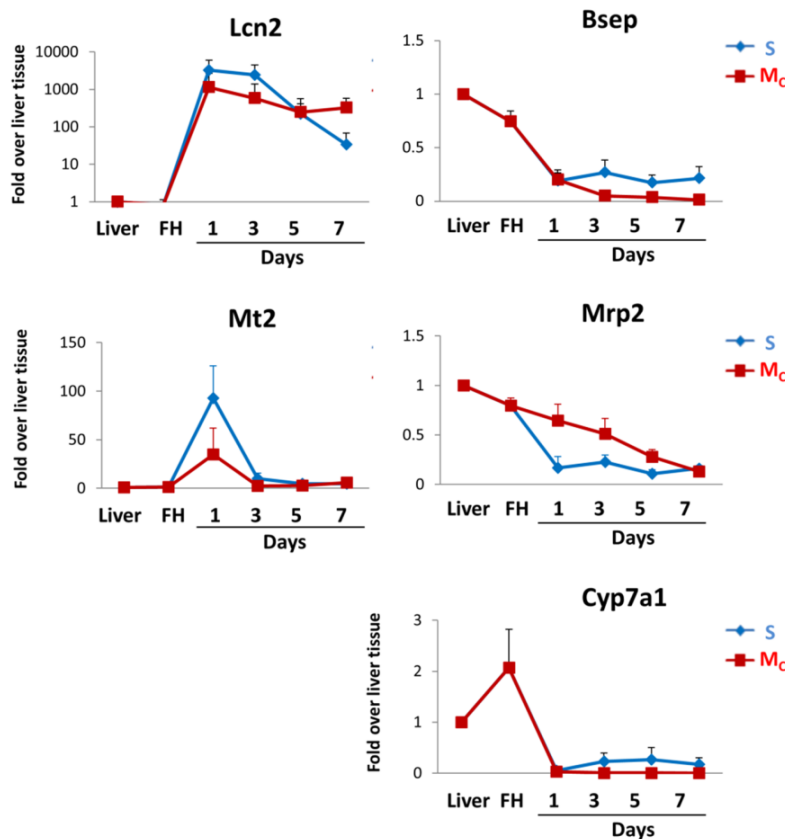 Lcn2
Fold over liver tissue
10000
1000
100
10
1
Liver FH 1 3 5 7
Days
Bsep
1.5
1
0.5
0
Liver FH 1 3 5 7
Days
S
Mc
Mt2
Fold over liver tissue
150
100
50
0
Liver FH 1 3 5 7
Days
Mrp2
1.5
1
0.5
0
Liver FH 1 3 5 7
Days
S
Mc
Cyp7a1
Fold over liver tissue
3
2
1
0
Liver FH 1 3 5 7
Days
S
Mc